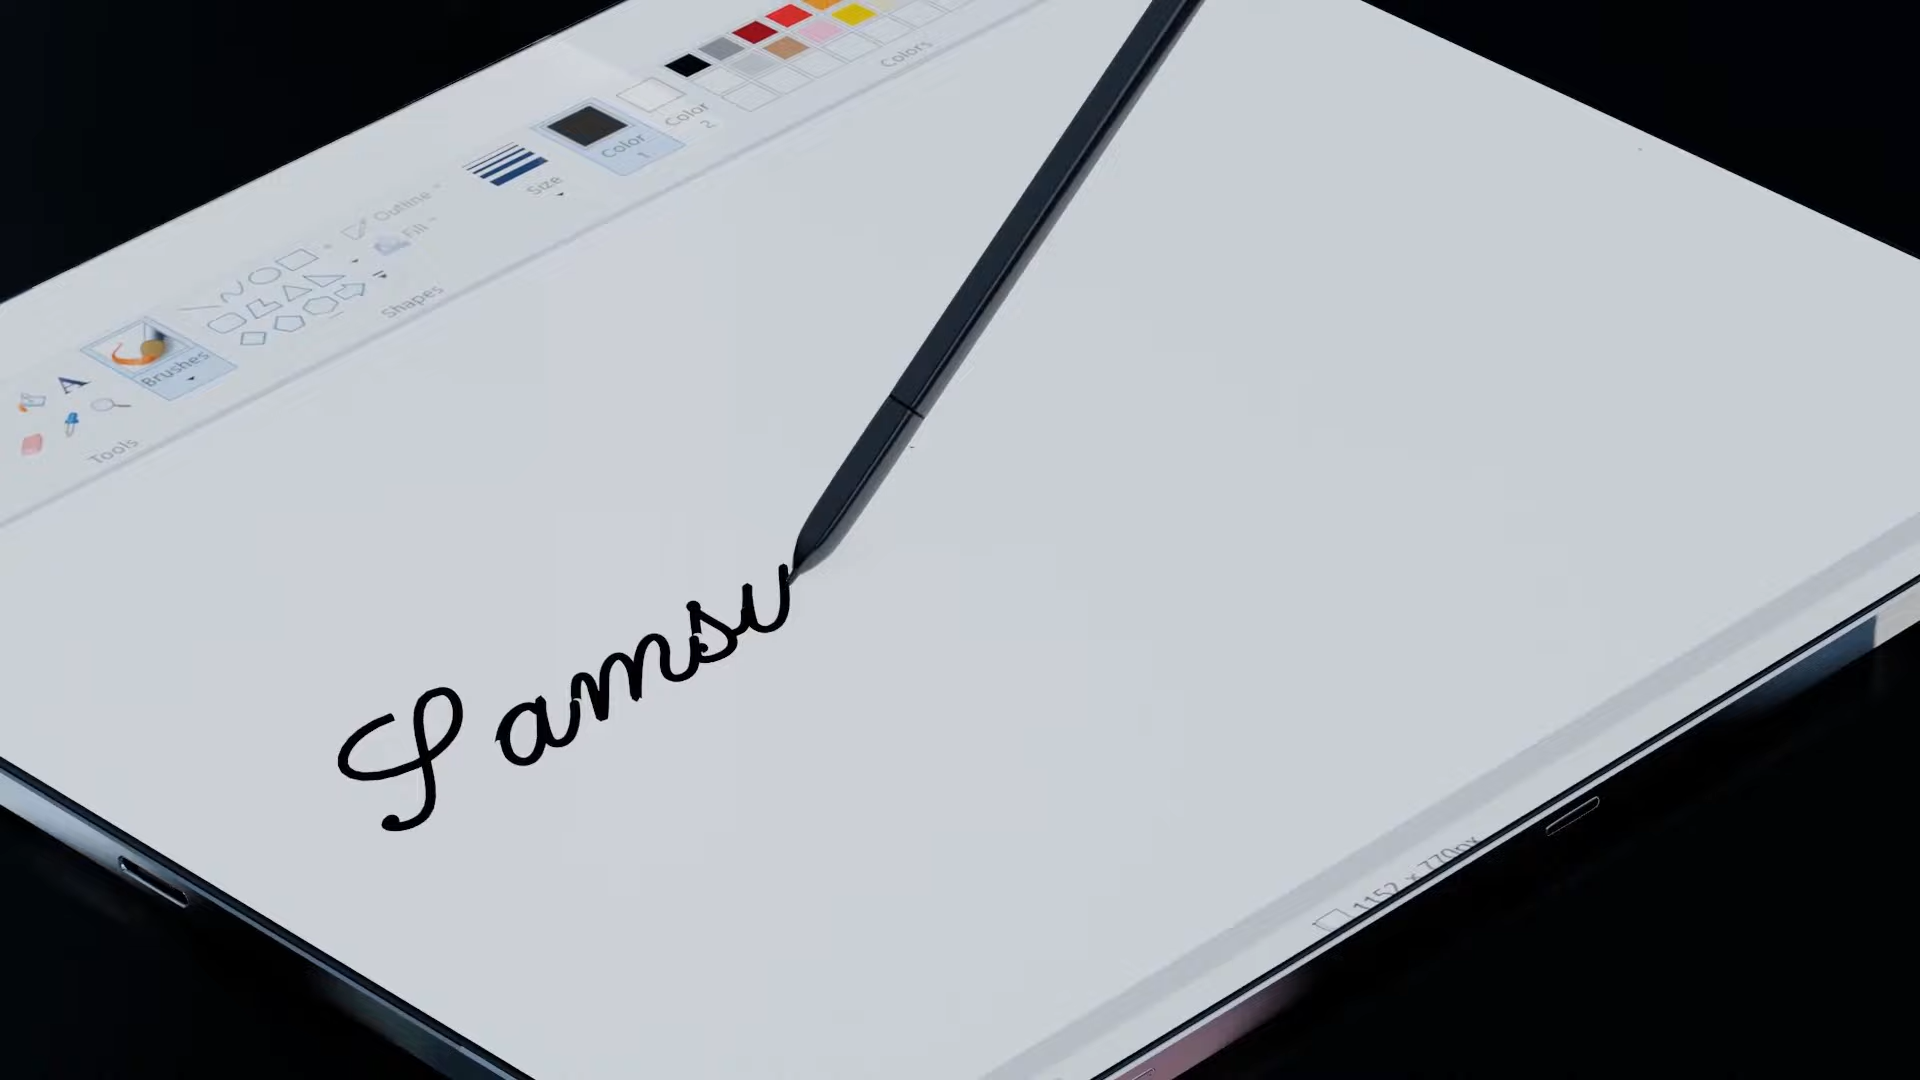 Colors
Color 2
Color 1
Size
Outline
Fill
Shapes
Brushes
A
Tools
Samsu
1152 × 770px